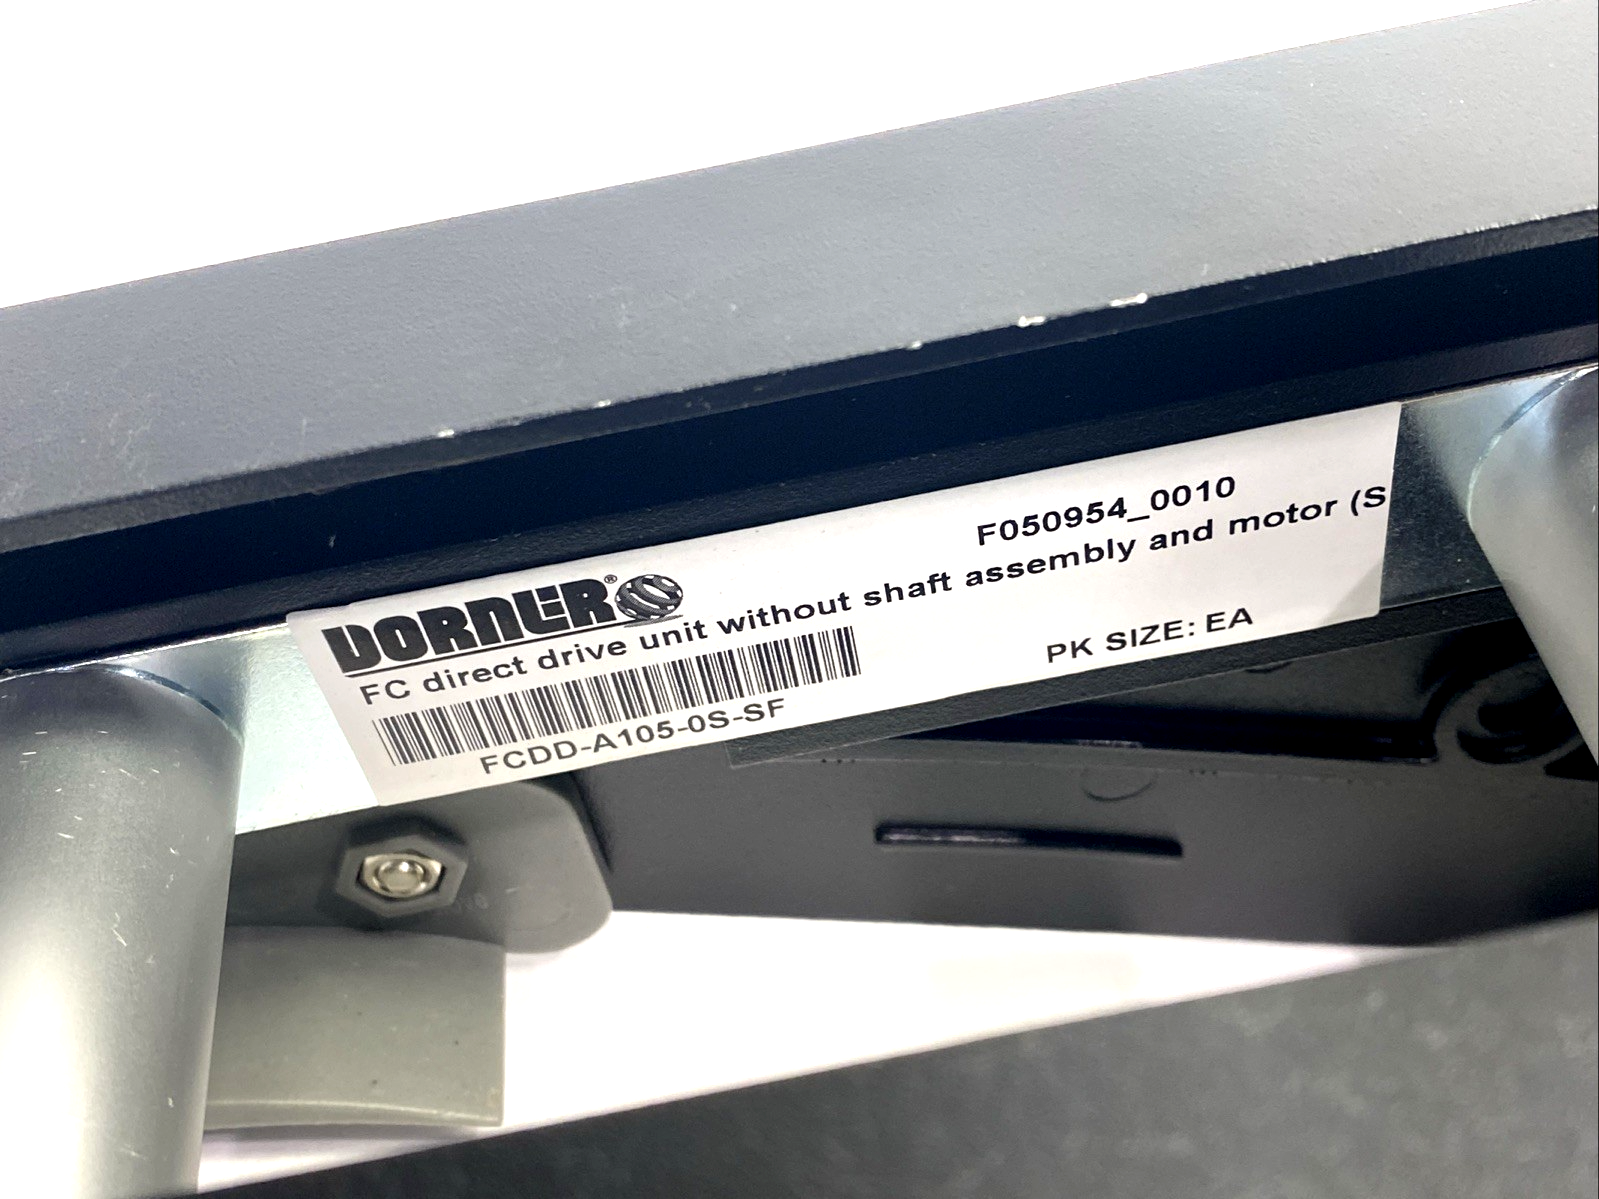 F050954_0010
DORNER®
FC direct drive unit without shaft assembly and motor (S
PK SIZE: EA
FCDD-A105-0S-SF